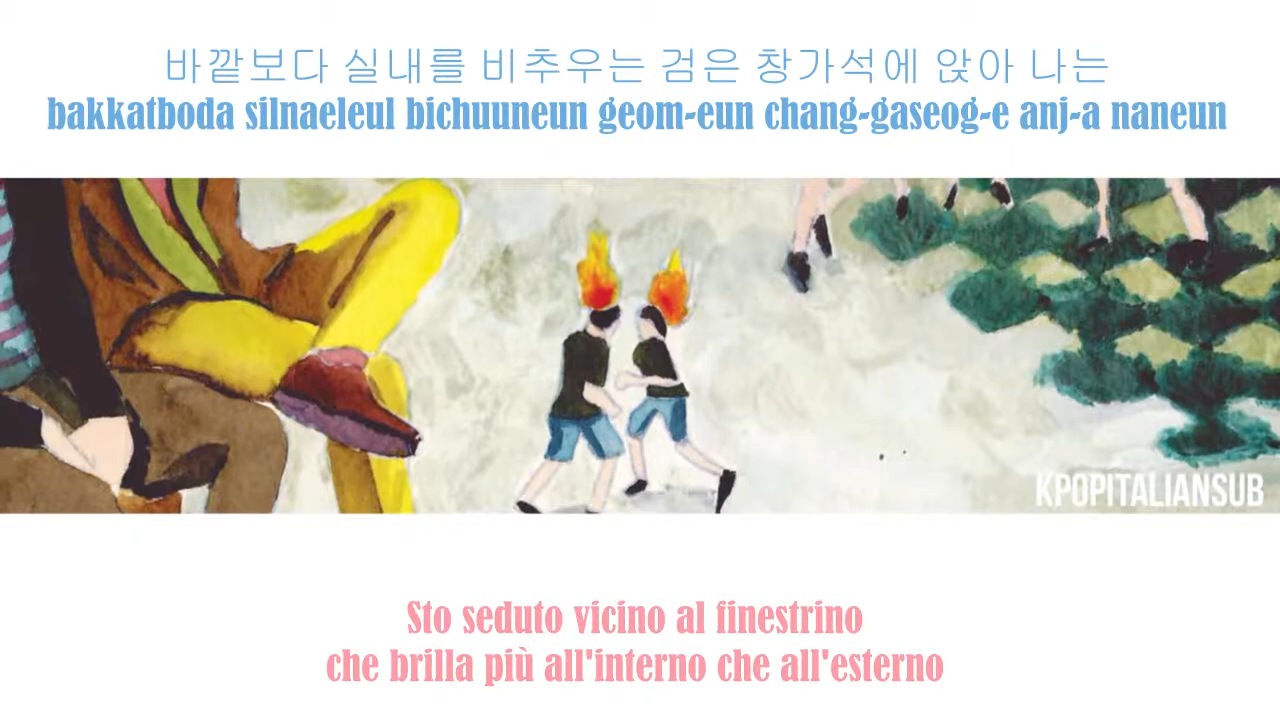 바깥보다 실내를 비추우는 검은 창가석에 앉아 나는
bakkatboda silnaeleul bichuuneun geom-eun chang-gaseog-e anj-a naneun
KPOPITALIANSUB
Sto seduto vicino al finestrino
che brilla più all'interno che all'esterno